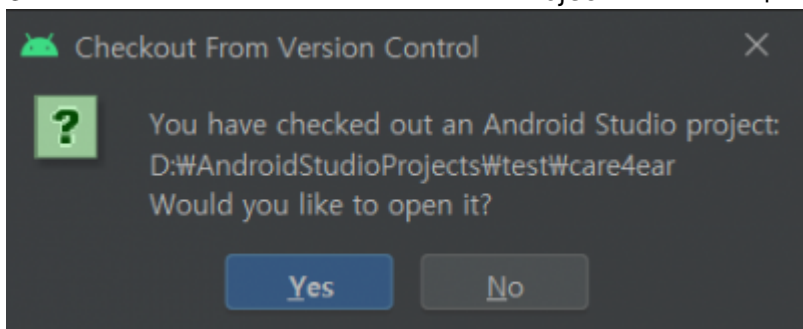 Checkout From Version Control
?
You have checked out an Android Studio project:
D:₩AndroidStudioProjects₩test₩care4ear
Would you like to open it?
Yes
No